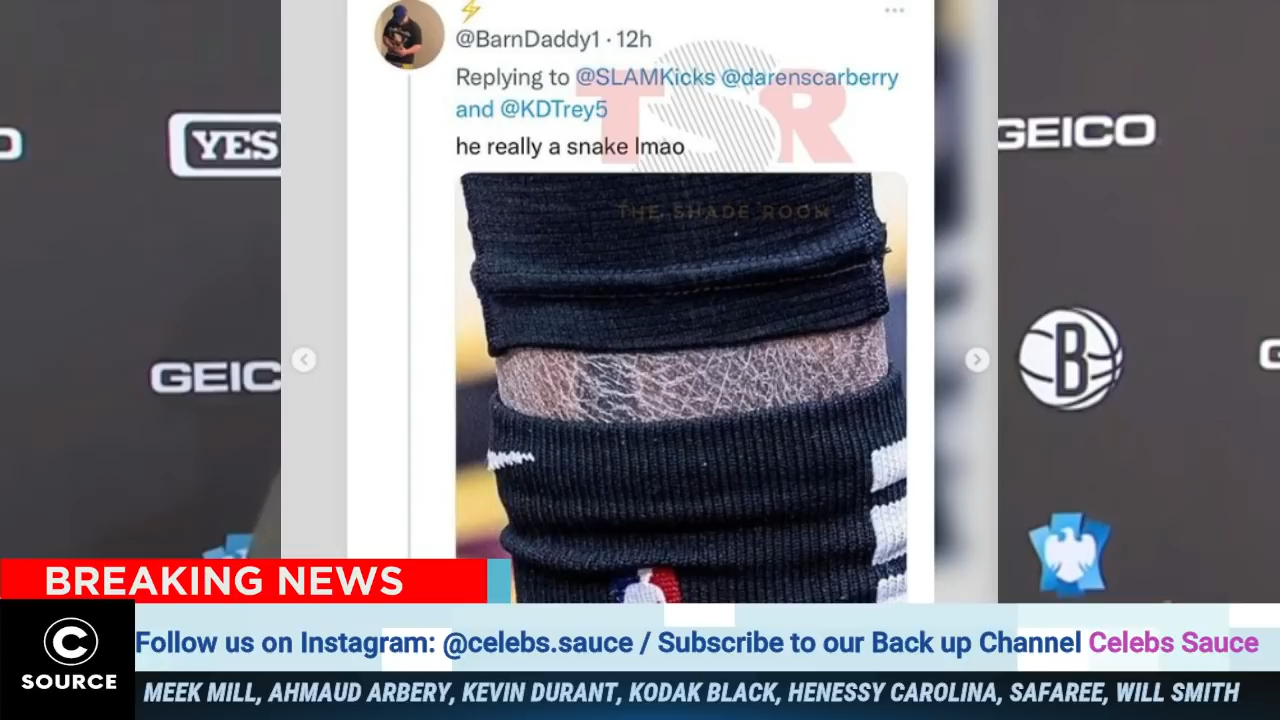 @BarnDaddy1 · 12h
Replying to @SLAMKicks @darenscarberry
and @KDTrey5
TSR
he really a snake lmao
THE SHADE ROOM
YES
GEICO
GEIC
B
G
BREAKING NEWS
C
SOURCE
Follow us on Instagram: @celebs.sauce / Subscribe to our Back up Channel Celebs Sauce
MEEK MILL, AHMAUD ARBERY, KEVIN DURANT, KODAK BLACK, HENESSY CAROLINA, SAFAREE, WILL SMITH